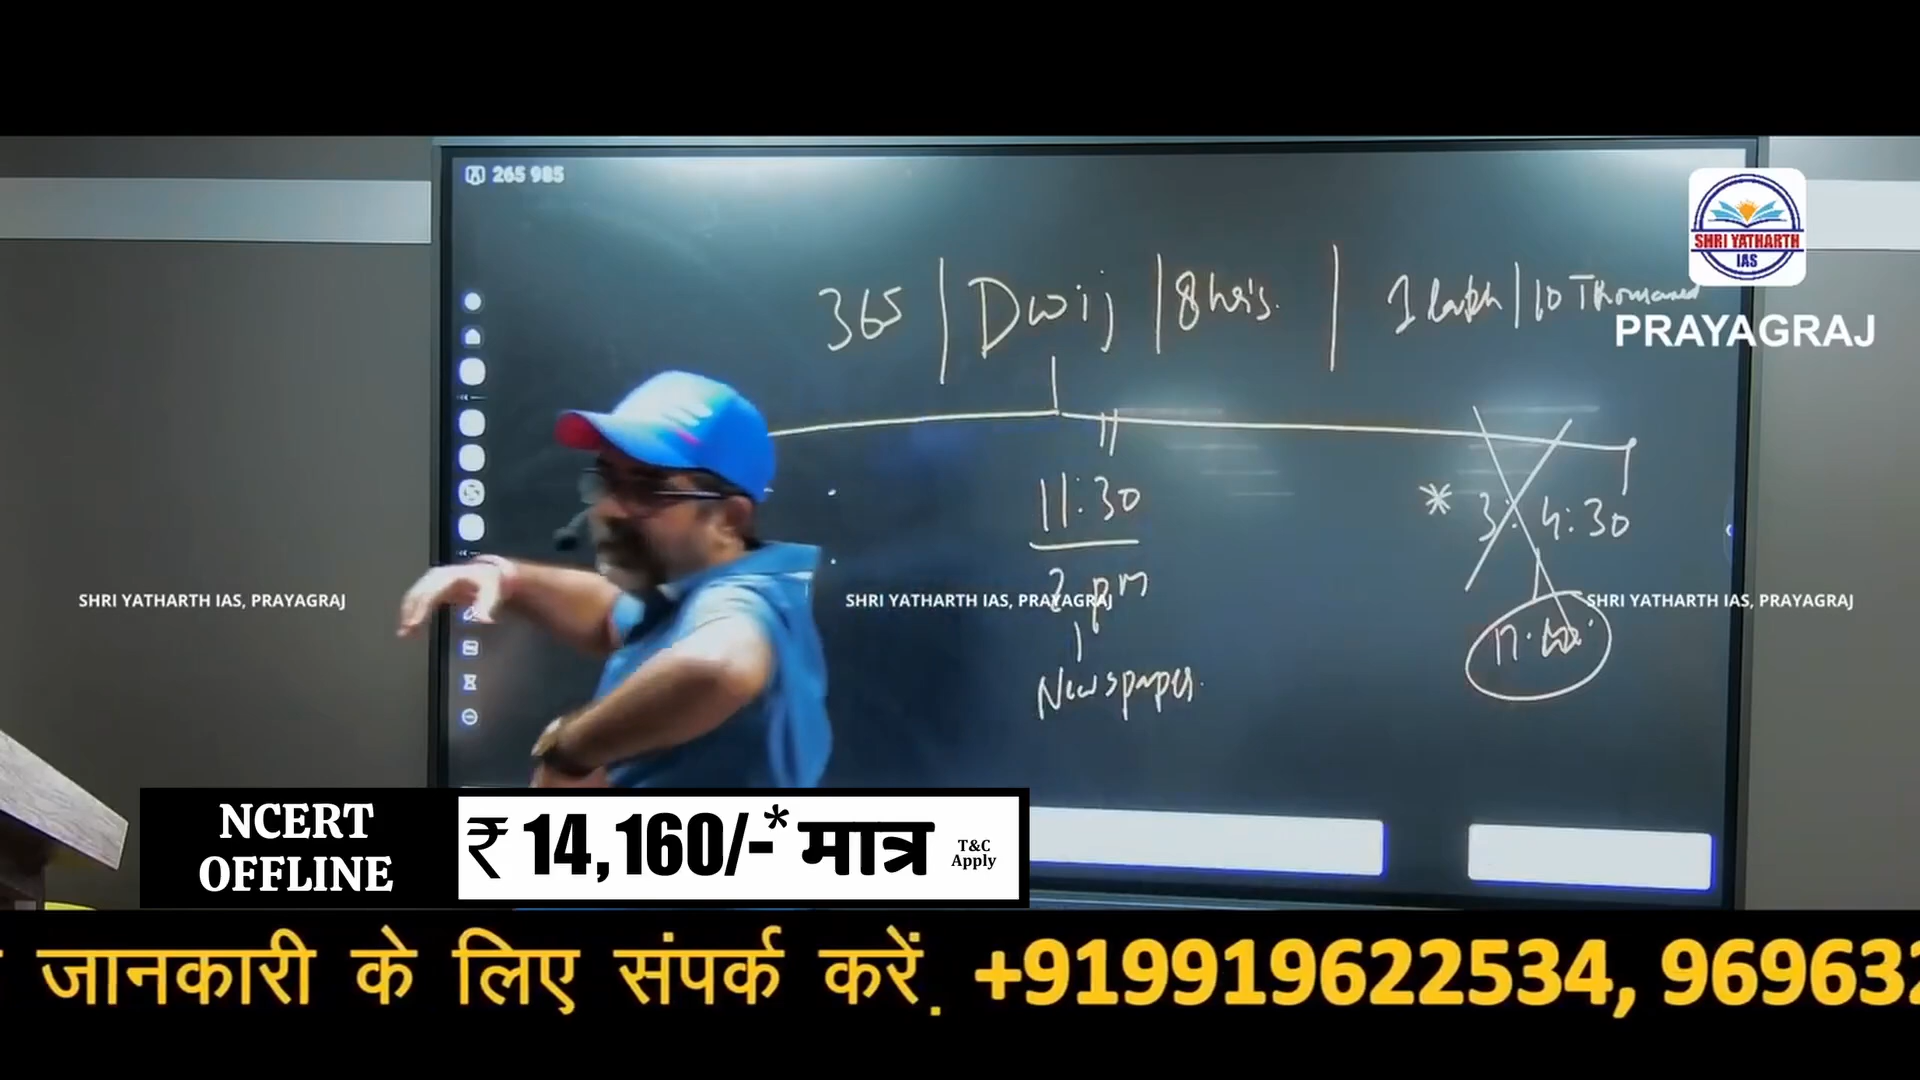 265 985
SHRI YATHARTH
IAS
PRAYAGRAJ
365 | Dwij | 8 hrs. | 1 lakh | 10 Thousand
11:30
* 3: 4:30
2 pm
Newspaper.
SHRI YATHARTH IAS, PRAYAGRAJ
SHRI YATHARTH IAS, PRAYAGRAJ
SHRI YATHARTH IAS, PRAYAGRAJ
NCERT
OFFLINE
₹ 14,160/-* मात्र
T&C
Apply
जानकारी के लिए संपर्क करें. +919919622534, 969632